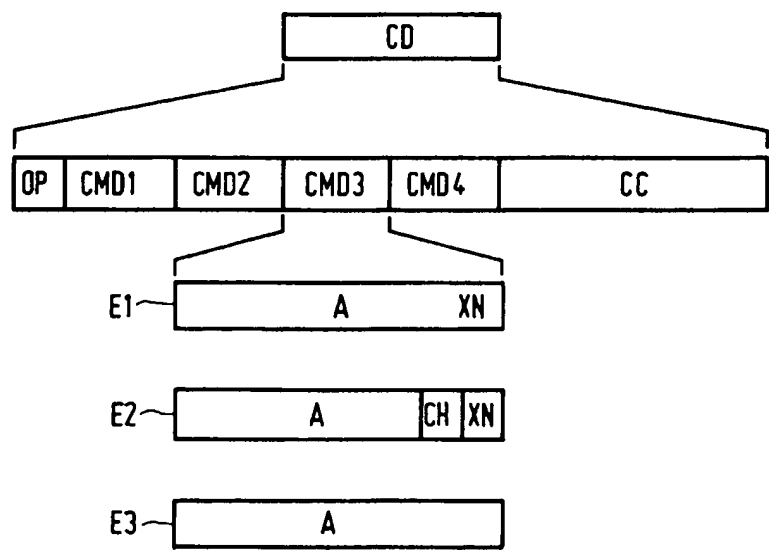 CD
OP CMD1 CMD2 CMD3 CMD4 CC
E1 A XN
E2 A CH XN
E3 A